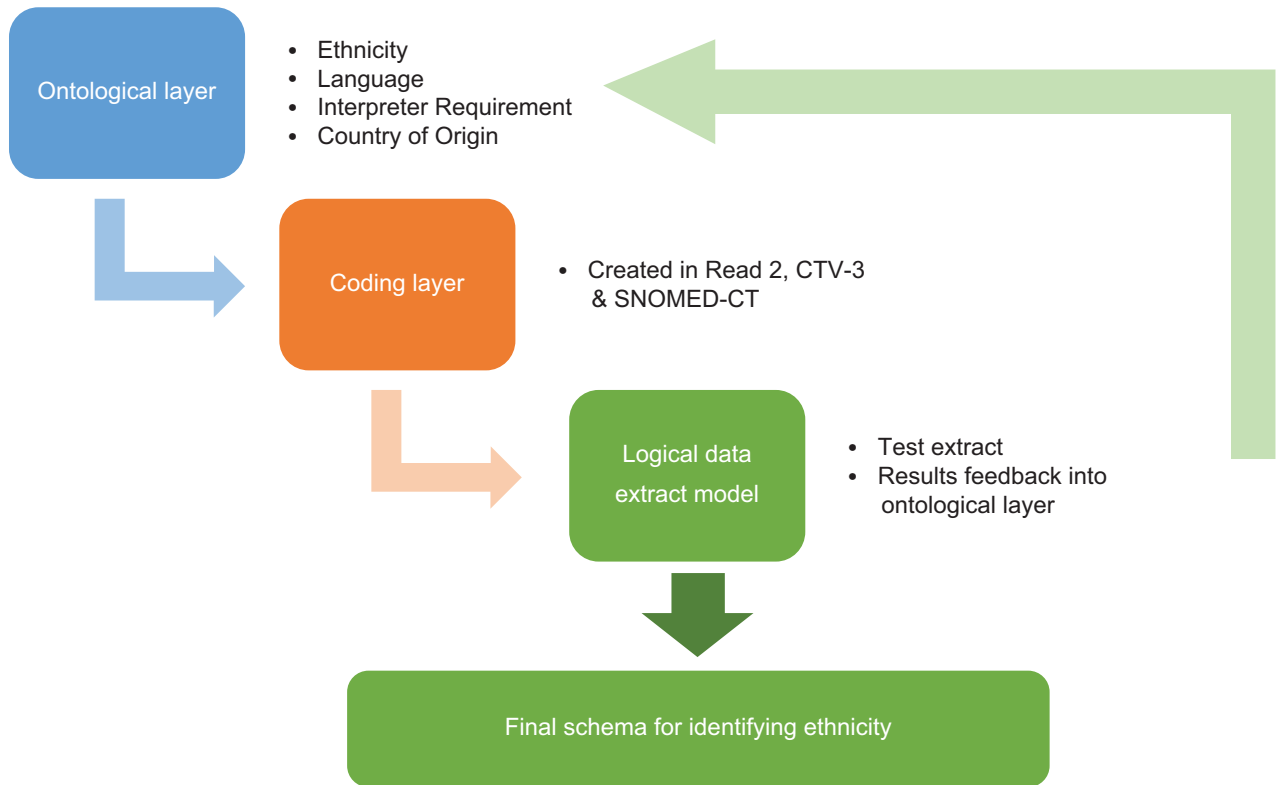 Ontological layer
• Ethnicity
• Language
• Interpreter Requirement
• Country of Origin
Coding layer
• Created in Read 2, CTV-3
& SNOMED-CT
Logical data
extract model
• Test extract
• Results feedback into
ontological layer
Final schema for identifying ethnicity